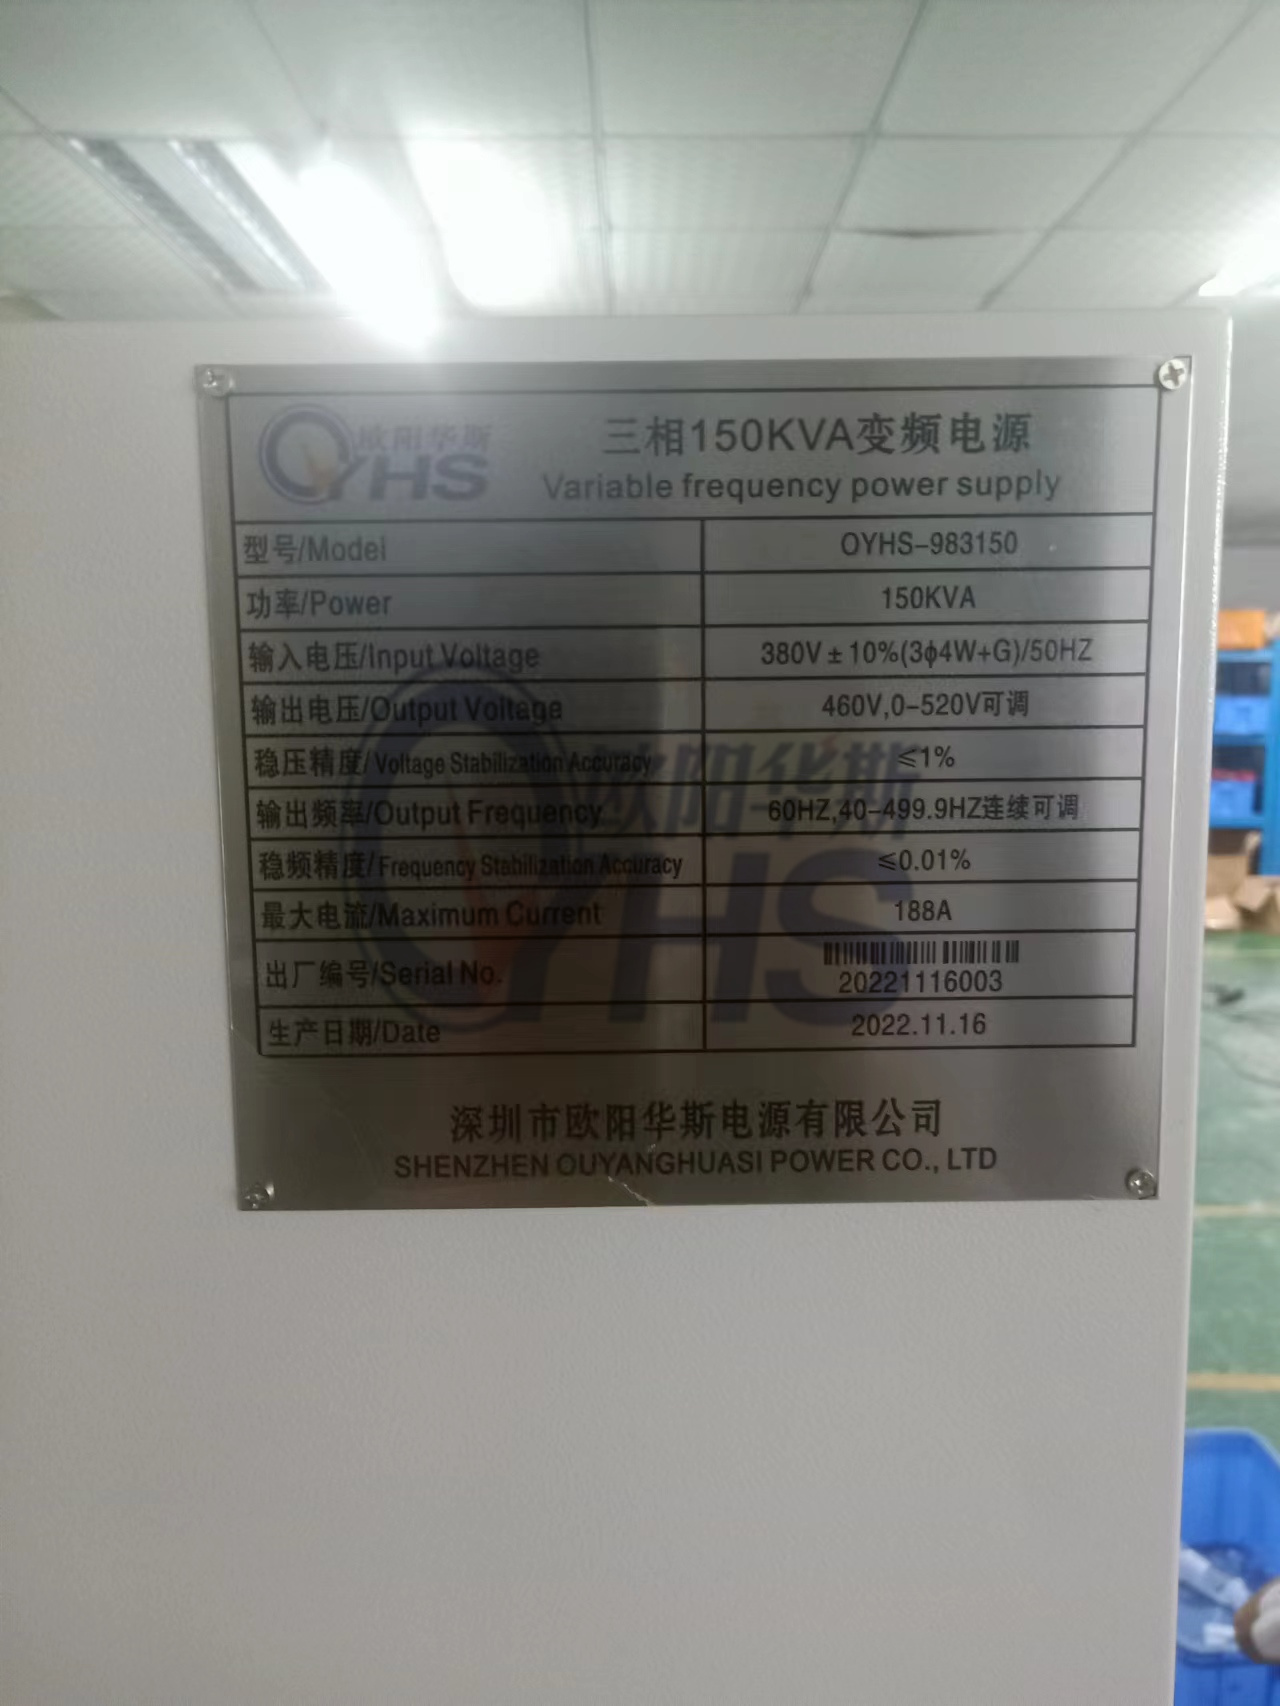 欧阳华斯
OYHS
三相150KVA变频电源
Variable frequency power supply
型号/Model OYHS-983150
功率/Power 150KVA
输入电压/Input Voltage 380V±10%(3ϕ4W+G)/50HZ
输出电压/Output Voltage 460V,0-520V可调
稳压精度/Voltage Stabilization Accuracy ≤1%
输出频率/Output Frequency 60HZ,40-499.9HZ连续可调
稳频精度/Frequency Stabilization Accuracy ≤0.01%
最大电流/Maximum Current 188A
出厂编号/Serial No. 20221116003
生产日期/Date 2022.11.16
欧阳华斯
OYHS
深圳市欧阳华斯电源有限公司
SHENZHEN OUYANGHUASI POWER CO., LTD